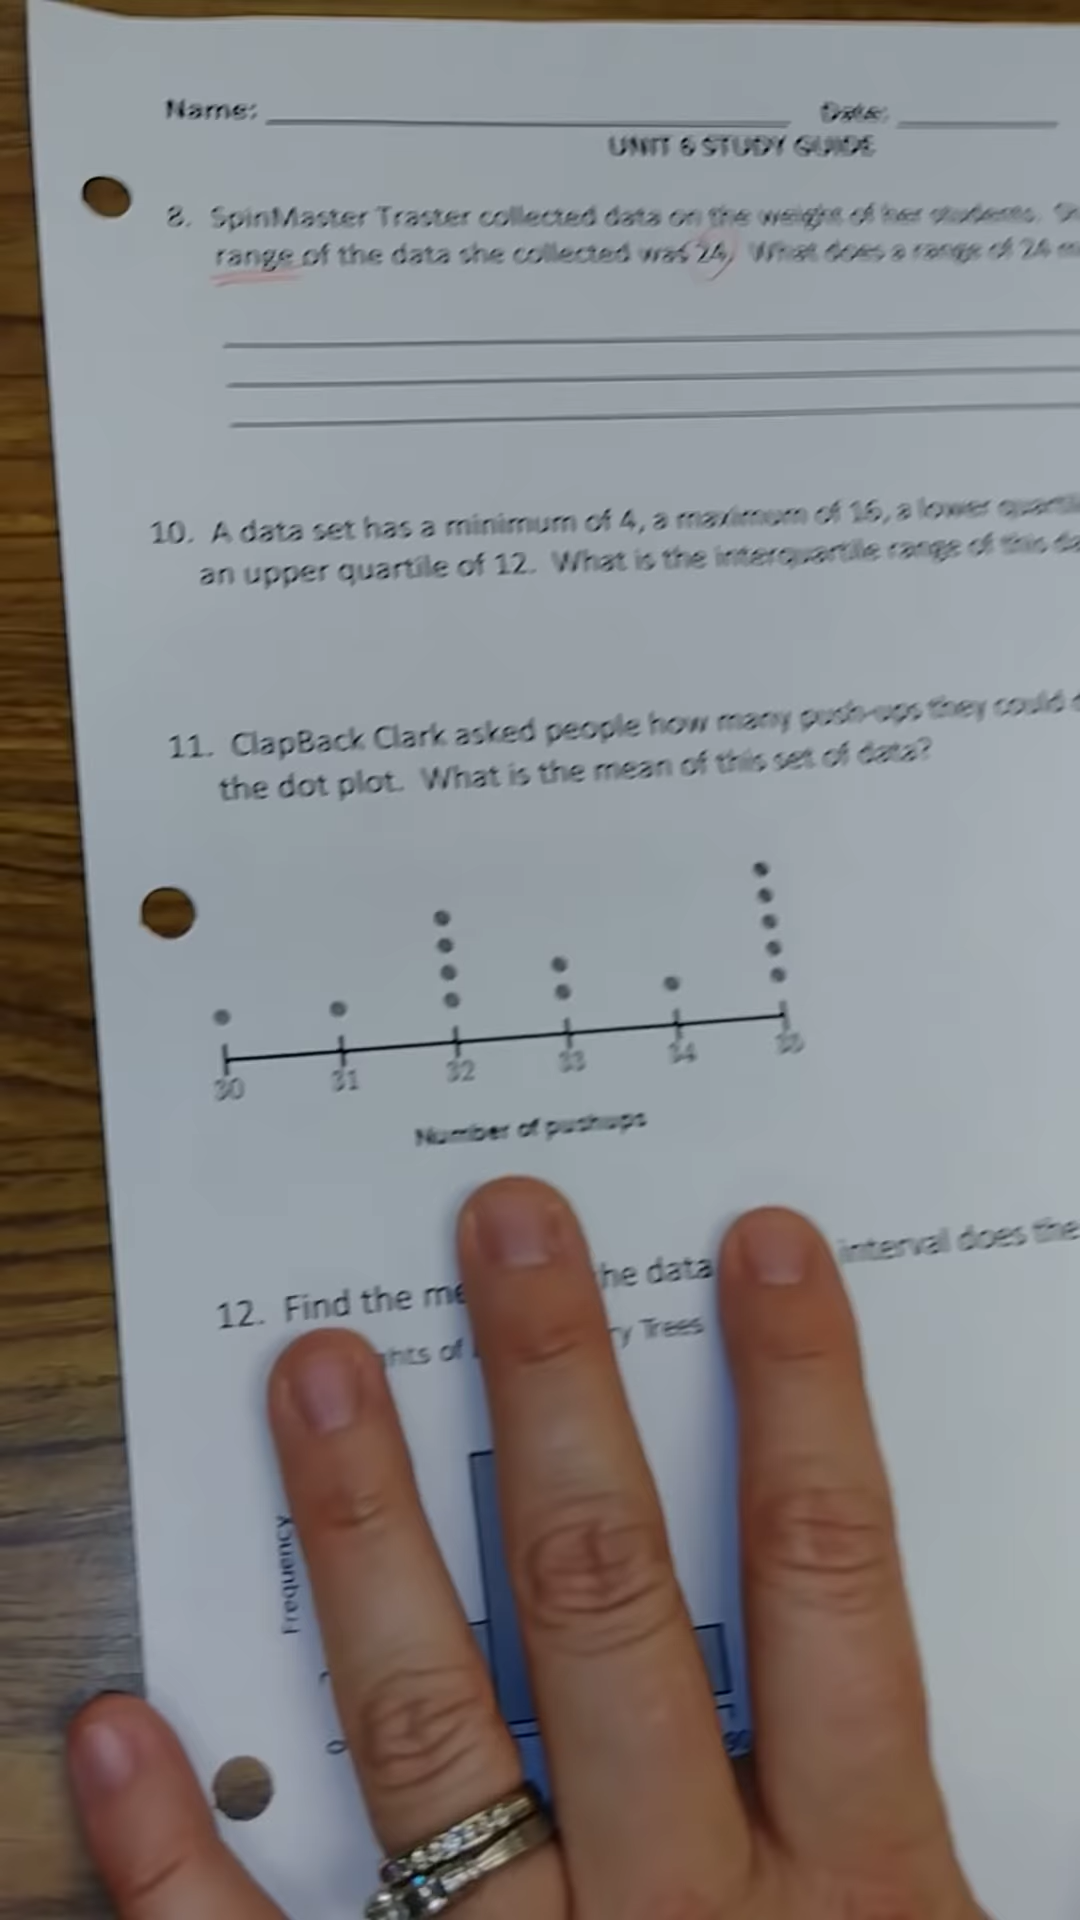 Name: Date:
UNIT 6 STUDY GUIDE
8. SpinMaster Traster collected data on the weight of her students.
range of the data she collected was 24. What does a range of 24
10. A data set has a minimum of 4, a maximum of 16, a lower
an upper quartile of 12. What is the interquartile range of this
11. ClapBack Clark asked people how many push-ups they could
the dot plot. What is the mean of this set of data?
30 31 32 33 34 35
Number of pushups
12. Find the he data interval does the
hts of ry Trees
Frequency
0